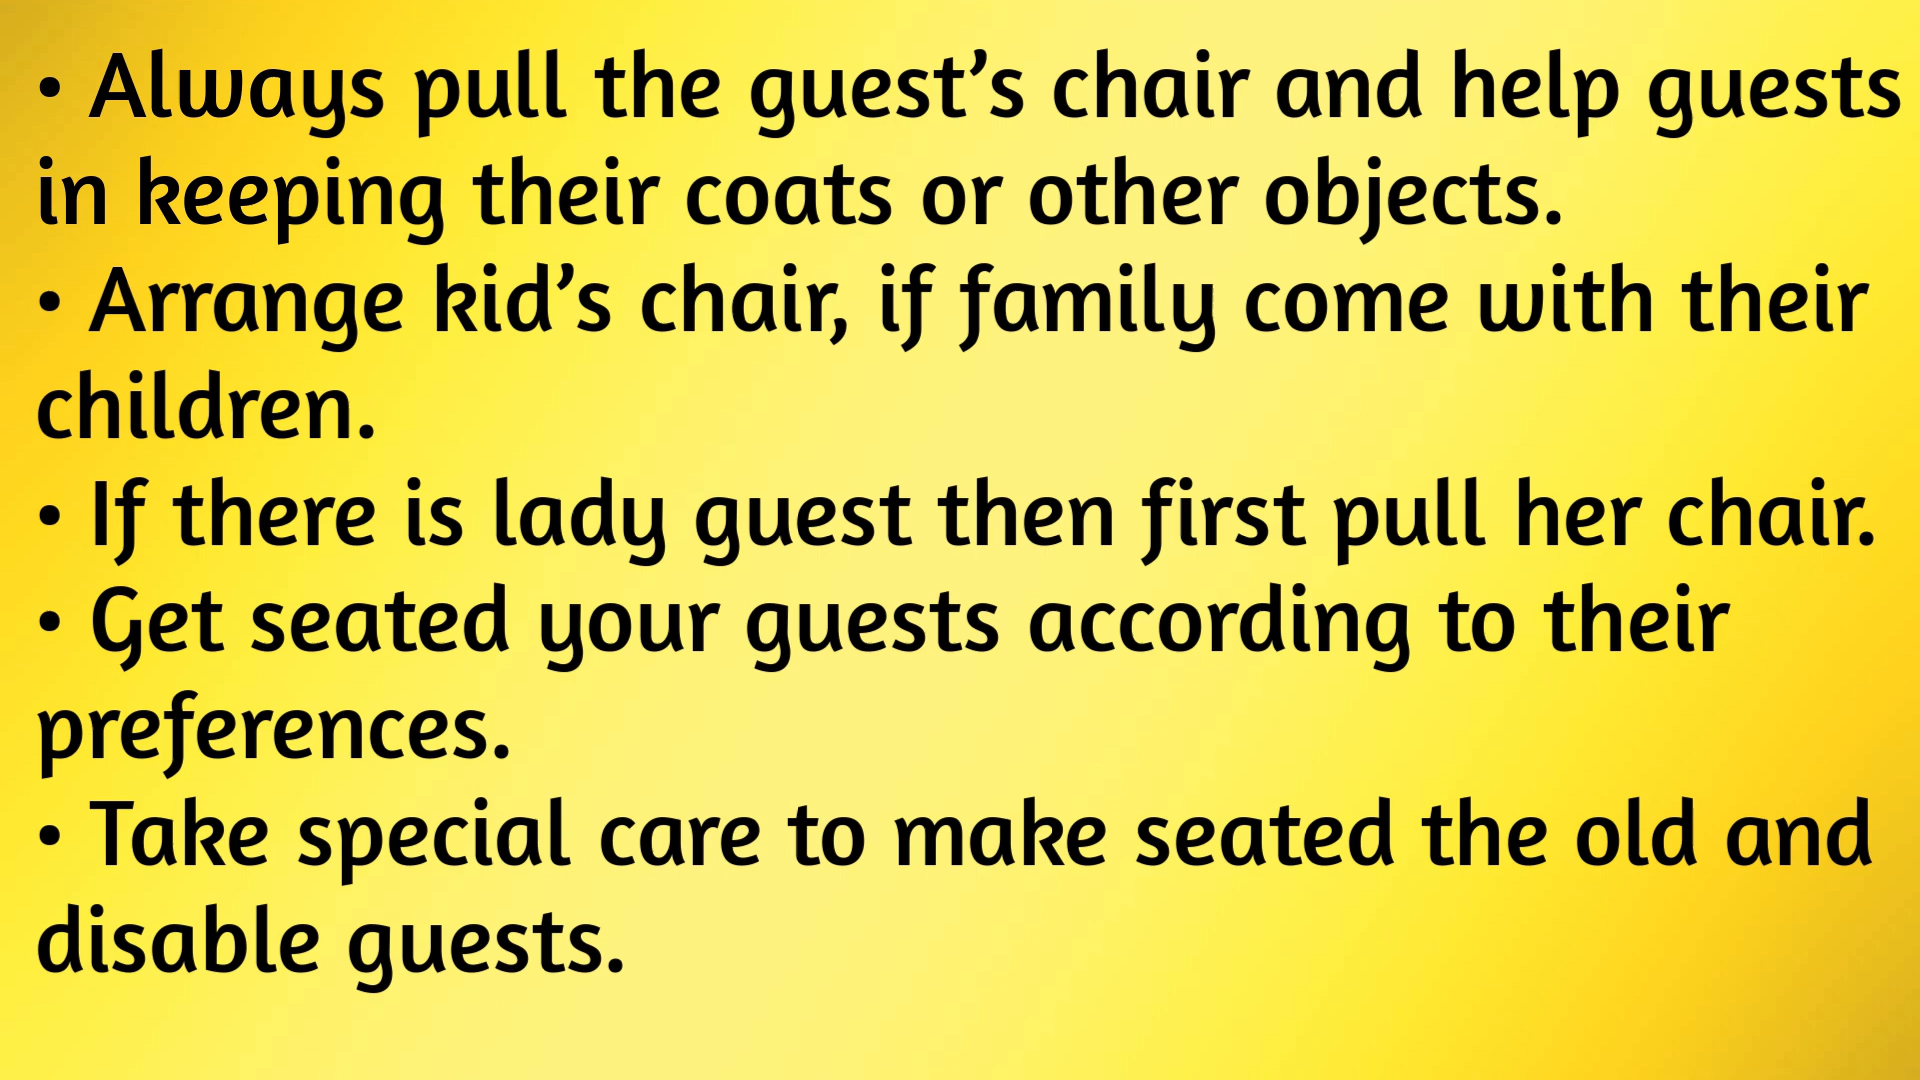 • Always pull the guest’s chair and help guests
in keeping their coats or other objects.
• Arrange kid’s chair, if family come with their
children.
• If there is lady guest then first pull her chair.
• Get seated your guests according to their
preferences.
• Take special care to make seated the old and
disable guests.